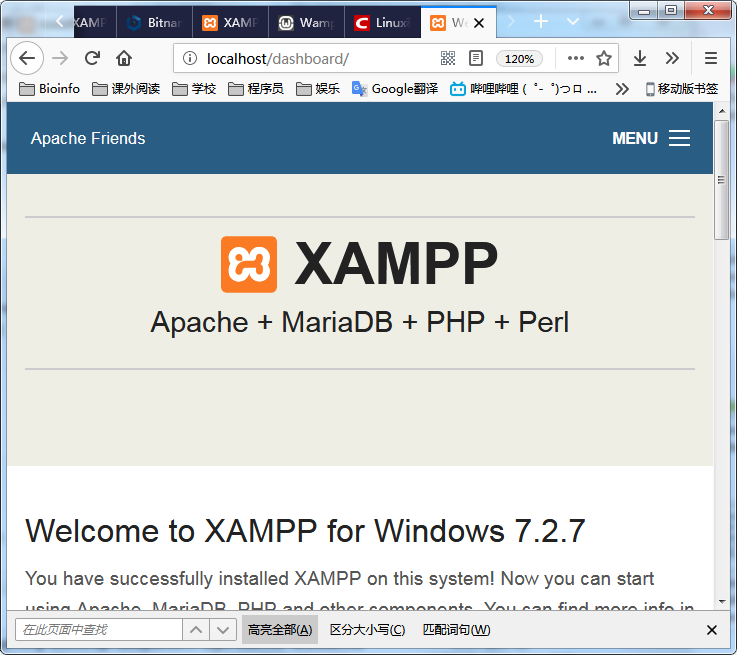 XAMP
Bitnar
XAMP
Wamp
Linux
We
localhost/dashboard/
120%
Bioinfo
课外阅读
学校
程序员
娱乐
Google翻译
哔哩哔哩 ( ゜- ゜)つロ ...
移动版书签
Apache Friends
MENU
XAMPP
Apache + MariaDB + PHP + Perl
Welcome to XAMPP for Windows 7.2.7
You have successfully installed XAMPP on this system! Now you can start
using Apache, MariaDB, PHP and other components. You can find more info in
在此页面中查找
高亮全部(A)
区分大小写(C)
匹配词句(W)